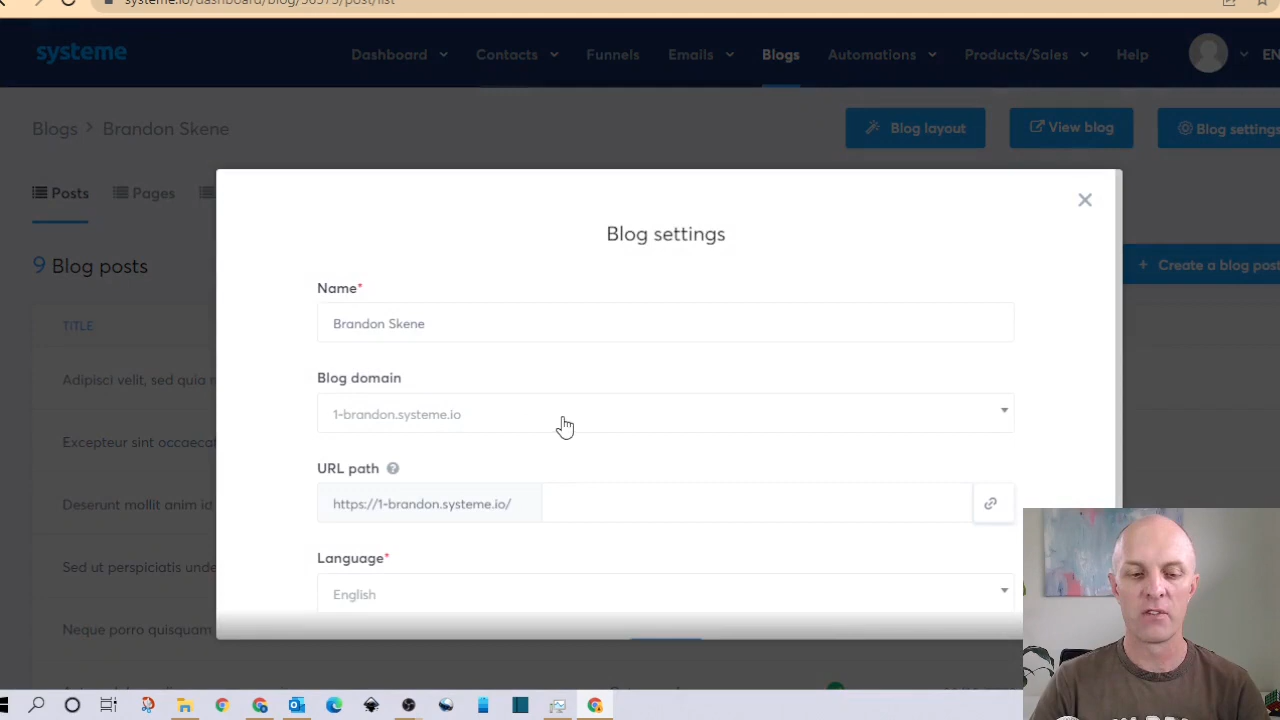 systeme.io/dashboard/blog/56375/post/list
systeme
Dashboard
Contacts
Funnels
Emails
Blogs
Automations
Products/Sales
Help
EN
Blogs > Brandon Skene
Blog layout
View blog
Blog settings
Posts
Pages
9 Blog posts
+ Create a blog post
TITLE
Adipisci velit, sed quia n
Excepteur sint occaecat
Deserunt mollit anim id
Sed ut perspiciatis unde
Neque porro quisquam
Blog settings
Name*
Brandon Skene
Blog domain
1-brandon.systeme.io
URL path
https://1-brandon.systeme.io/
Language*
English